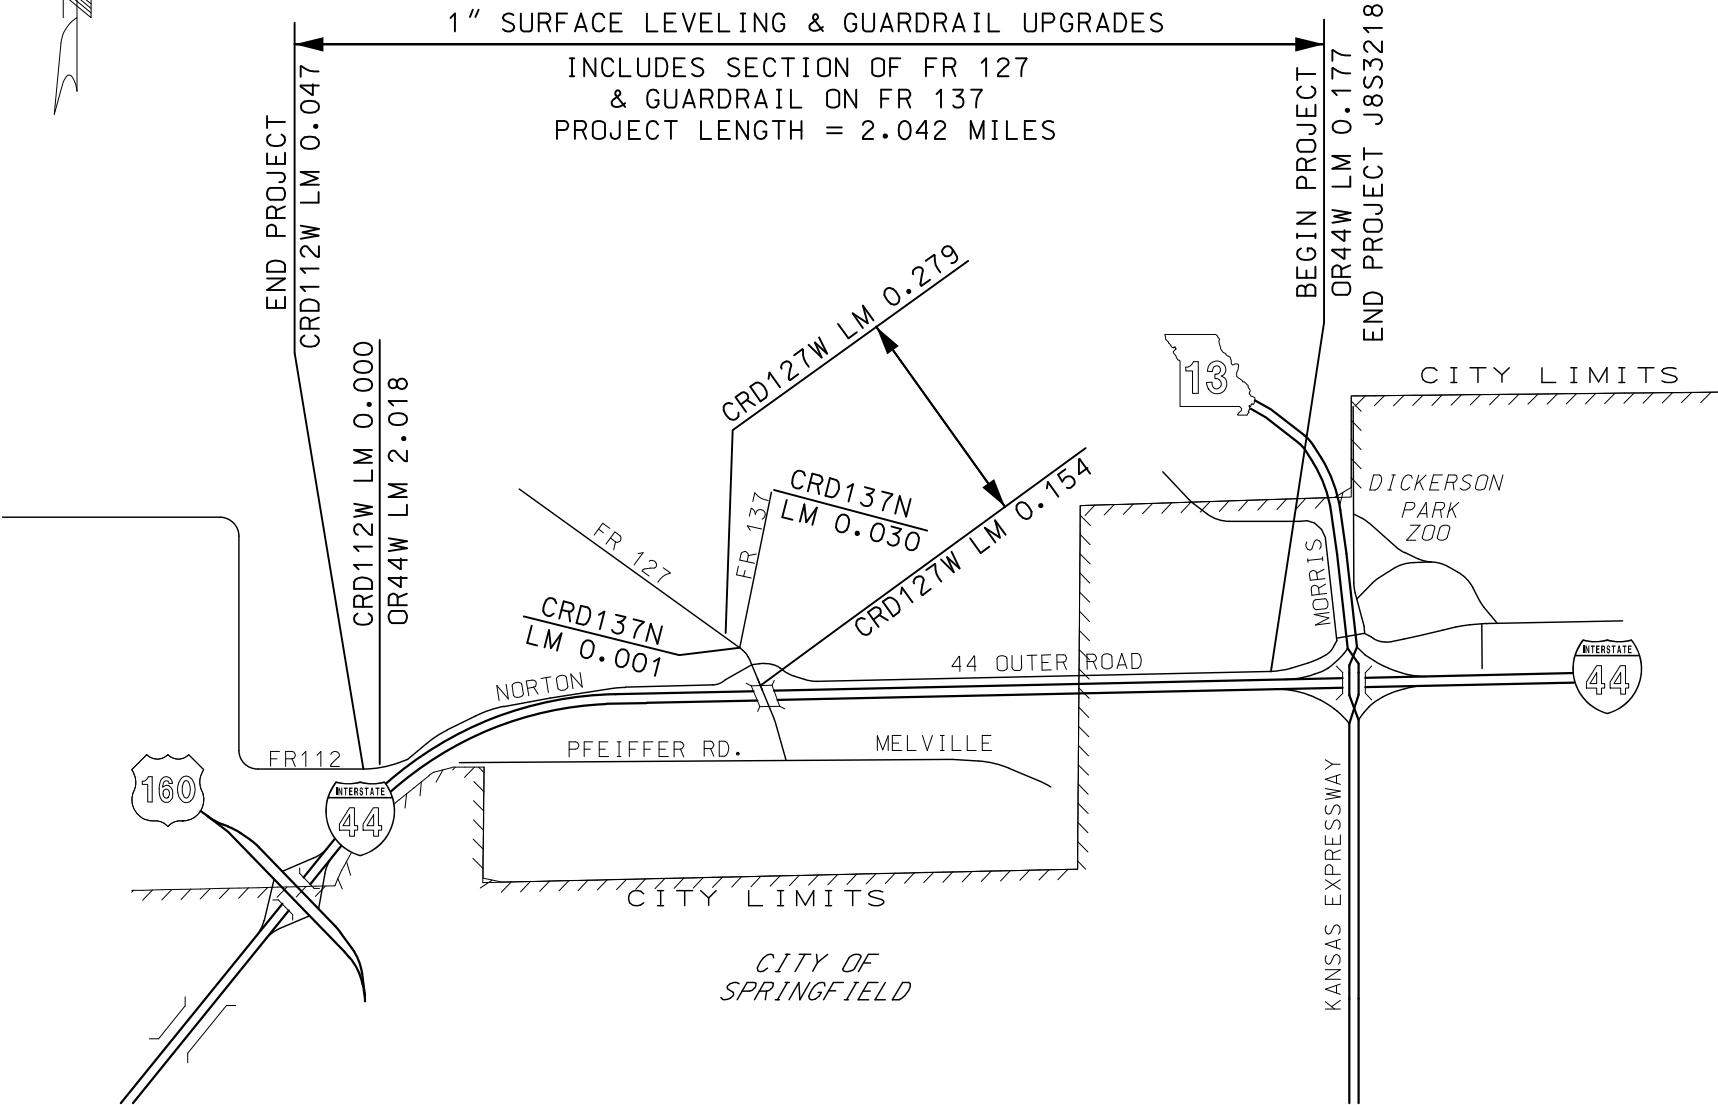 1" SURFACE LEVELING & GUARDRAIL UPGRADES
INCLUDES SECTION OF FR 127
& GUARDRAIL ON FR 137
PROJECT LENGTH = 2.042 MILES
END PROJECT
CRD112W LM 0.047
CRD112W LM 0.000
OR44W LM 2.018
CRD127W LM 0.279
CRD127W LM 0.154
BEGIN PROJECT
OR44W LM 0.177
END PROJECT J8S3218
13
CITY LIMITS
DICKERSON
PARK
ZOO
FR 127
FR 137
CRD137N
LM 0.030
CRD137N
LM 0.001
MORRIS
NORTON
44 OUTER ROAD
INTERSTATE
44
FR112
PFEIFFER RD.
MELVILLE
160
INTERSTATE
44
CITY LIMITS
KANSAS EXPRESSWAY
CITY OF
SPRINGFIELD